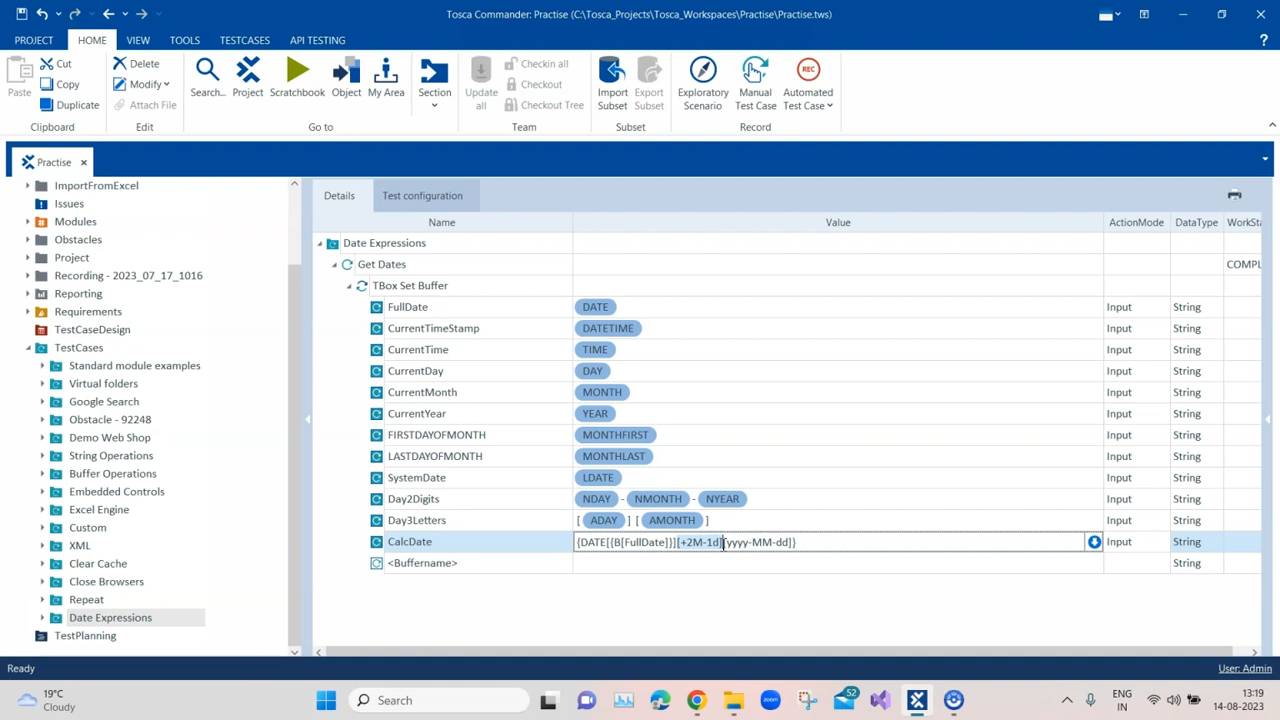 Tosca Commander: Practise (C:\Tosca_Projects\Tosca_Workspaces\Practise\Practise.tws)
PROJECT HOME VIEW TOOLS TESTCASES API TESTING
?
Paste
Cut
Copy
Duplicate
Clipboard
Delete
Modify
Attach File
Edit
Search...
Project
Scratchbook
Object
My Area
Go to
Section
Update all
Checkin all
Checkout
Checkout Tree
Team
Import Subset
Export Subset
Subset
Exploratory Scenario
Manual Test Case
REC
Automated Test Case
Record
Practise
ImportFromExcel
Issues
Modules
Obstacles
Project
Recording - 2023_07_17_1016
Reporting
Requirements
TestCaseDesign
TestCases
Standard module examples
Virtual folders
Google Search
Obstacle - 92248
Demo Web Shop
String Operations
Buffer Operations
Embedded Controls
Excel Engine
Custom
XML
Clear Cache
Close Browsers
Repeat
Date Expressions
TestPlanning
Details Test configuration
Name Value ActionMode DataType WorkSta
Date Expressions
Get Dates COMPL
TBox Set Buffer
FullDate DATE Input String
CurrentTimeStamp DATETIME Input String
CurrentTime TIME Input String
CurrentDay DAY Input String
CurrentMonth MONTH Input String
CurrentYear YEAR Input String
FIRSTDAYOFMONTH MONTHFIRST Input String
LASTDAYOFMONTH MONTHLAST Input String
SystemDate LDATE Input String
Day2Digits NDAY - NMONTH - NYEAR Input String
Day3Letters [ ADAY ] [ AMONTH ] Input String
CalcDate {DATE[{B[FullDate]}][+2M-1d][yyyy-MM-dd]} Input String
<Buffername> String
Ready
User: Admin
19°C
Cloudy
Search
52
ENG
IN
13:19
14-08-2023